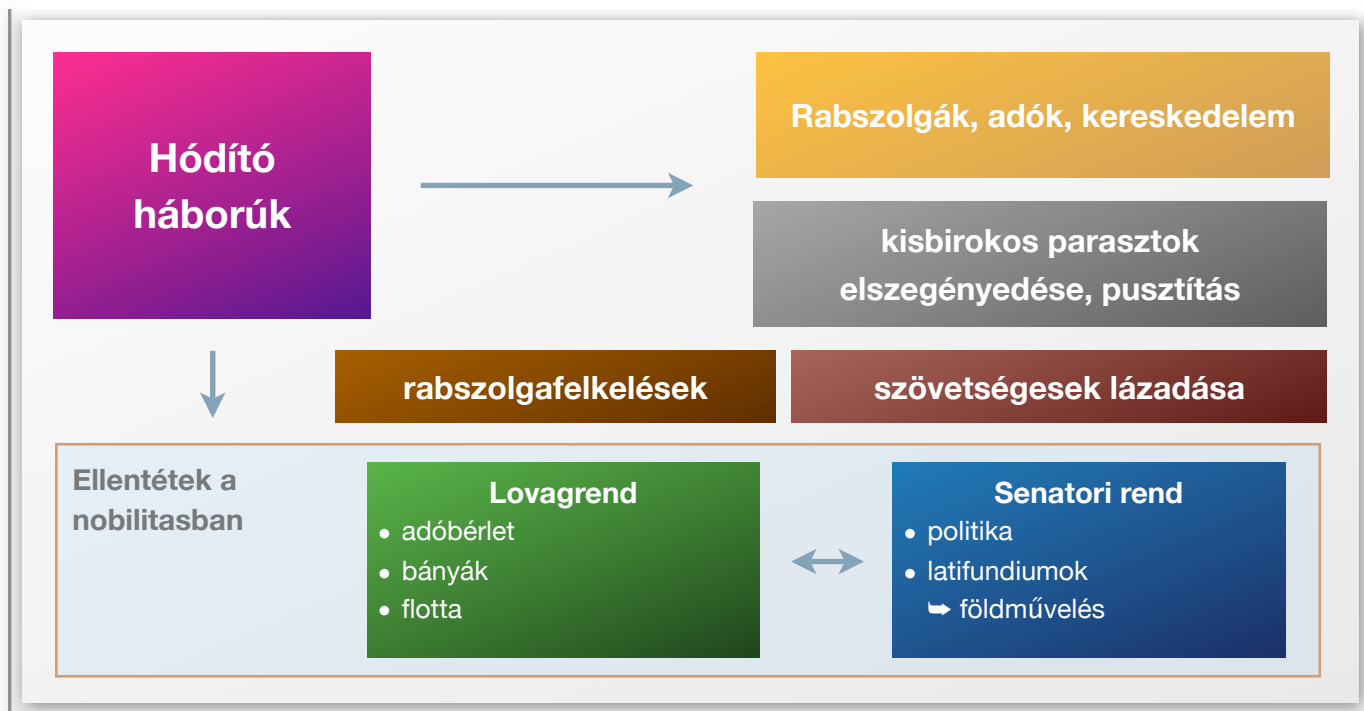 Hódító
háborúk
Rabszolgák, adók, kereskedelem
kisbirokos parasztok
elszegényedése, pusztítás
rabszolgafelkelések
szövetségesek lázadása
Ellentétek a
nobilitasban
Lovagrend
• adóbérlet
• bányák
• flotta
Senatori rend
• politika
• latifundiumok
➥ földművelés